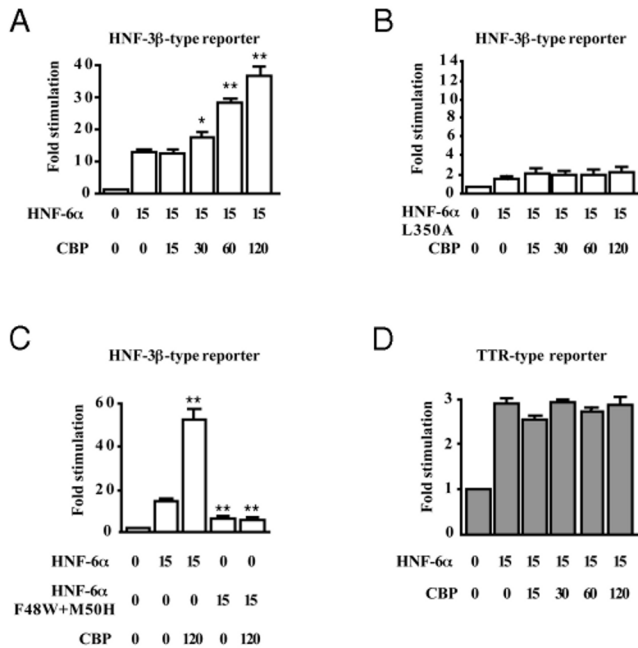 A
HNF-3β-type reporter
Fold stimulation
40
30
20
10
0
HNF-6α 0 15 15 15 15 15
CBP 0 0 15 30 60 120
* ** **
B
HNF-3β-type reporter
Fold stimulation
14
12
10
8
6
4
2
0
HNF-6α 0 15 15 15 15 15
L350A
CBP 0 0 15 30 60 120
C
HNF-3β-type reporter
Fold stimulation
60
40
20
0
** ** **
HNF-6α 0 15 15 0 0
HNF-6α
F48W+M50H 0 0 0 15 15
CBP 0 0 120 0 120
D
TTR-type reporter
Fold stimulation
3
2
1
0
HNF-6α 0 15 15 15 15 15
CBP 0 0 15 30 60 120